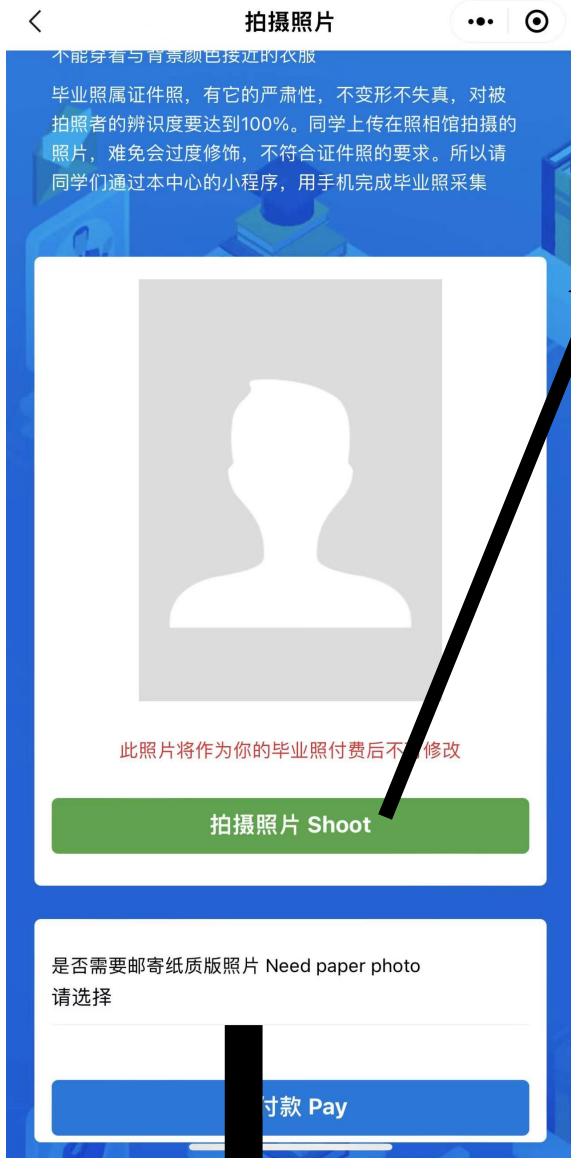 拍摄照片
不能穿着与背景颜色接近的衣服
毕业照属证件照，有它的严肃性，不变形不失真，对被
拍照者的辨识度要达到100%。同学上传在照相馆拍摄的
照片，难免会过度修饰，不符合证件照的要求。所以请
同学们通过本中心的小程序，用手机完成毕业照采集
此照片将作为你的毕业照付费后不 修改
拍摄照片 Shoot
是否需要邮寄纸质版照片 Need paper photo
请选择
付款 Pay